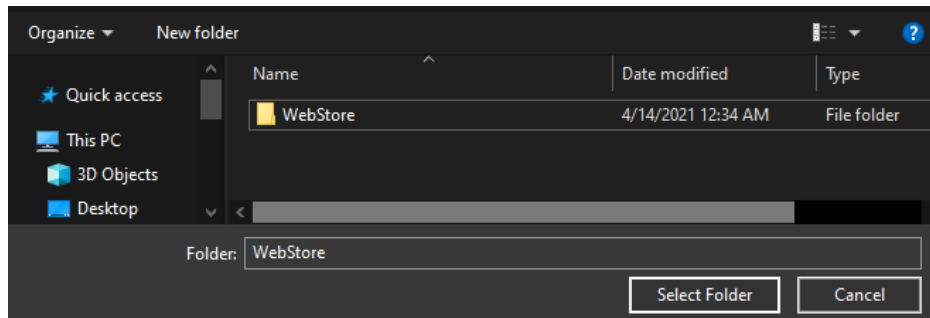 Organize New folder ?
Name Date modified Type
Quick access
WebStore 4/14/2021 12:34 AM File folder
This PC
3D Objects
Desktop
Folder: WebStore
Select Folder Cancel